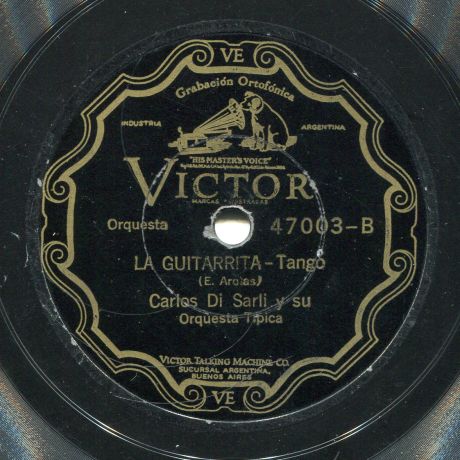 VE
Grabación Ortofónica
INDUSTRIA ARGENTINA
"HIS MASTER'S VOICE"
VICTOR
MARCAS REGISTRADAS
Orquesta 47003-B
LA GUITARRITA-Tango
(E. Arolas)
Carlos Di Sarli y su
Orquesta Típica
VICTOR TALKING MACHINE CO.
SUCURSAL ARGENTINA,
BUENOS AIRES
VE